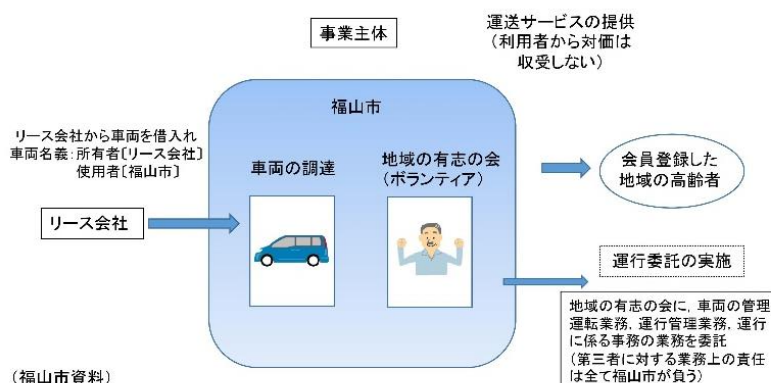 事業主体
運送サービスの提供
(利用者から対価は
収受しない)
福山市
リース会社から車両を借入れ
車両名義:所有者〔リース会社〕
使用者〔福山市〕
車両の調達
地域の有志の会
(ボランティア)
会員登録した
地域の高齢者
リース会社
運行委託の実施
地域の有志の会に, 車両の管理
運転業務, 運行管理業務, 運行
に係る事務の業務を委託
(第三者に対する業務上の責任
は全て福山市が負う)
(福山市資料)